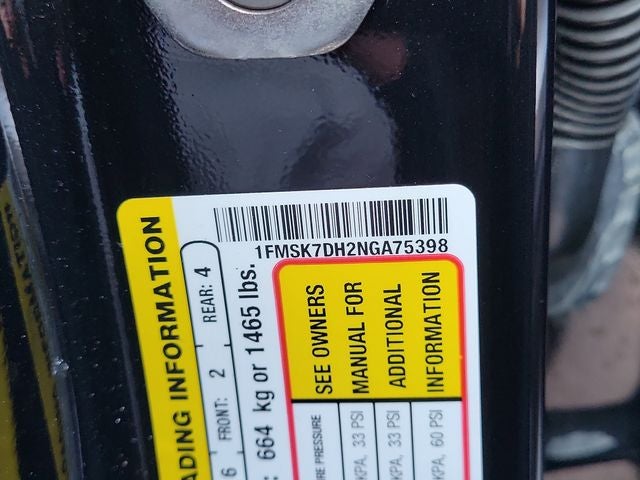 1FMSK7DH2NGA75398
ADING INFORMATION
6 FRONT: 2 REAR: 4
: 664 kg or 1465 lbs.
SEE OWNERS
MANUAL FOR
ADDITIONAL
INFORMATION
RE PRESSURE
KPA, 33 PSI
KPA, 33 PSI
KPA, 60 PSI